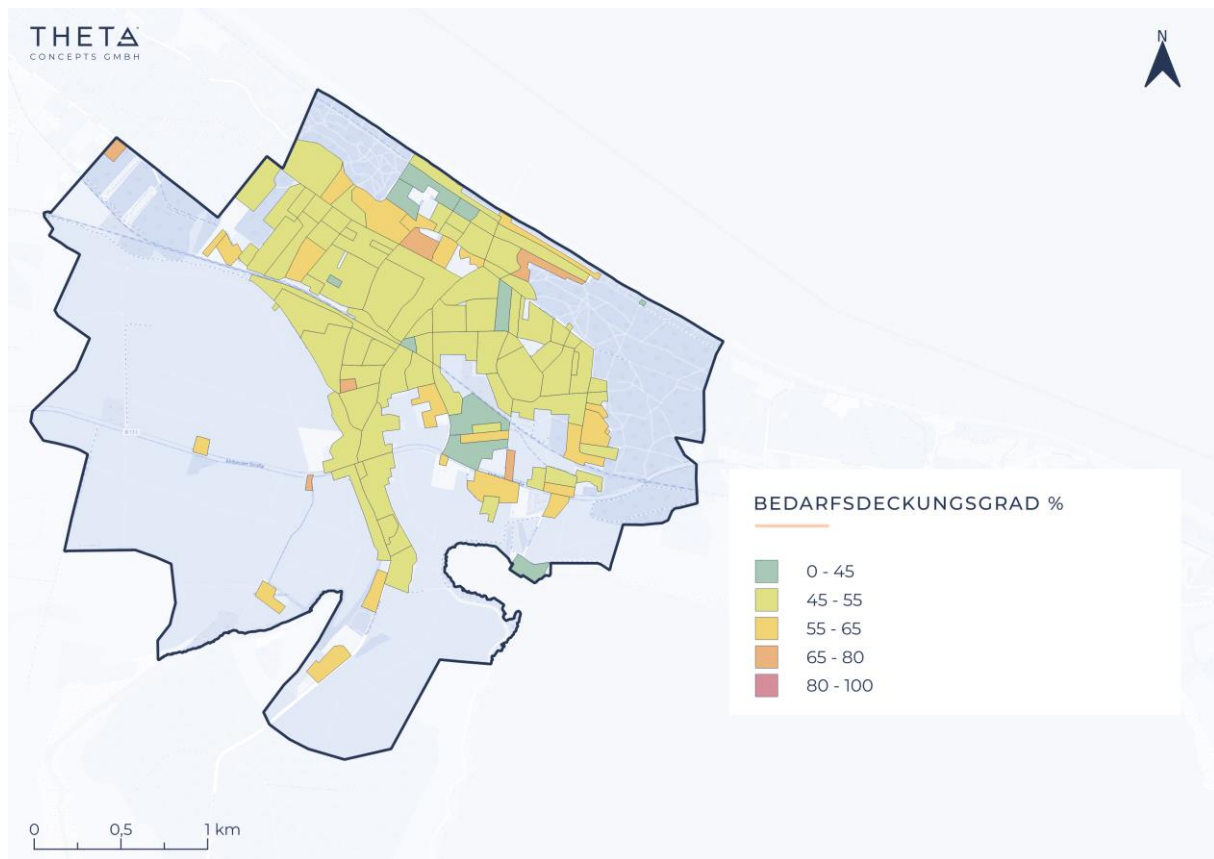 THETA
CONCEPTS GMBH
N
B 111
BEDARFSDECKUNGSGRAD %
0 - 45
45 - 55
55 - 65
65 - 80
80 - 100
0 0,5 1 km